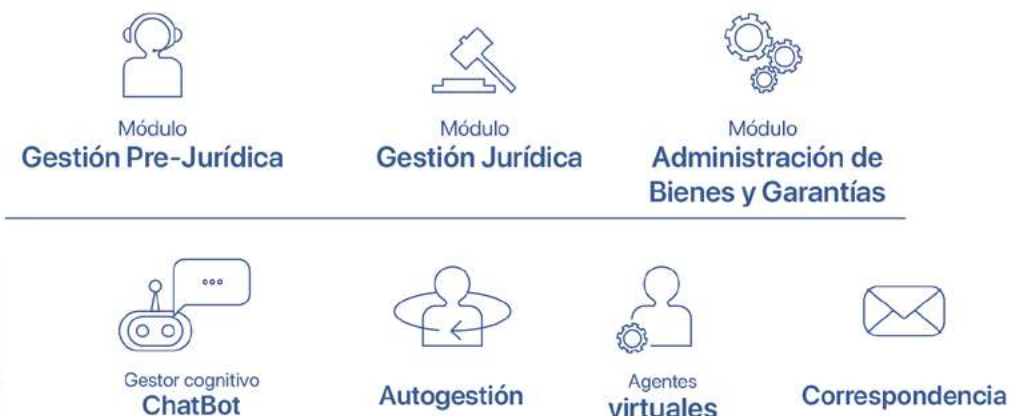 Módulo
Gestión Pre-Jurídica
Módulo
Gestión Jurídica
Módulo
Administración de
Bienes y Garantías
Gestor cognitivo
ChatBot
Autogestión
Agentes
virtuales
Correspondencia